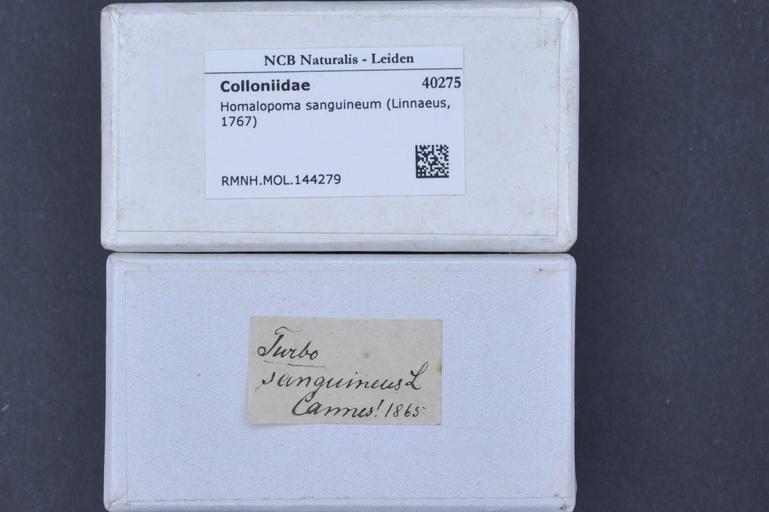 NCB Naturalis - Leiden
Colloniidae 40275
Homalopoma sanguineum (Linnaeus,
1767)
RMNH.MOL.144279
Turbo
sanguineus L
Cannes! 1865